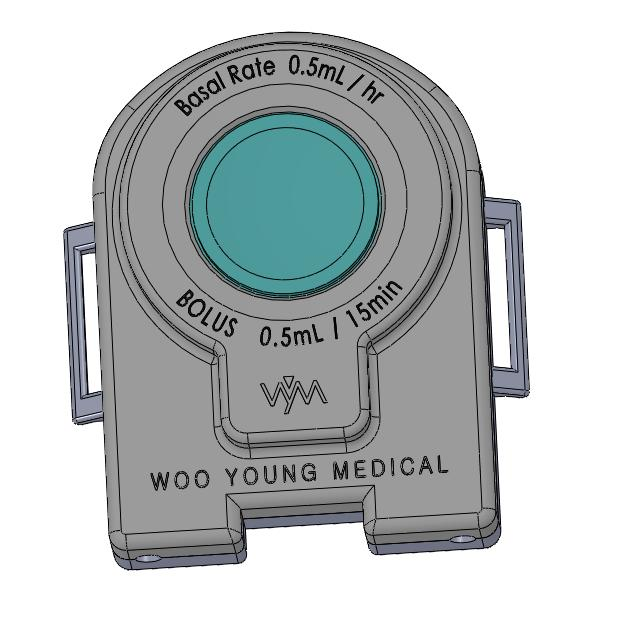 Basal Rate 0.5mL / hr
BOLUS 0.5mL / 15min
WYM
WOO YOUNG MEDICAL